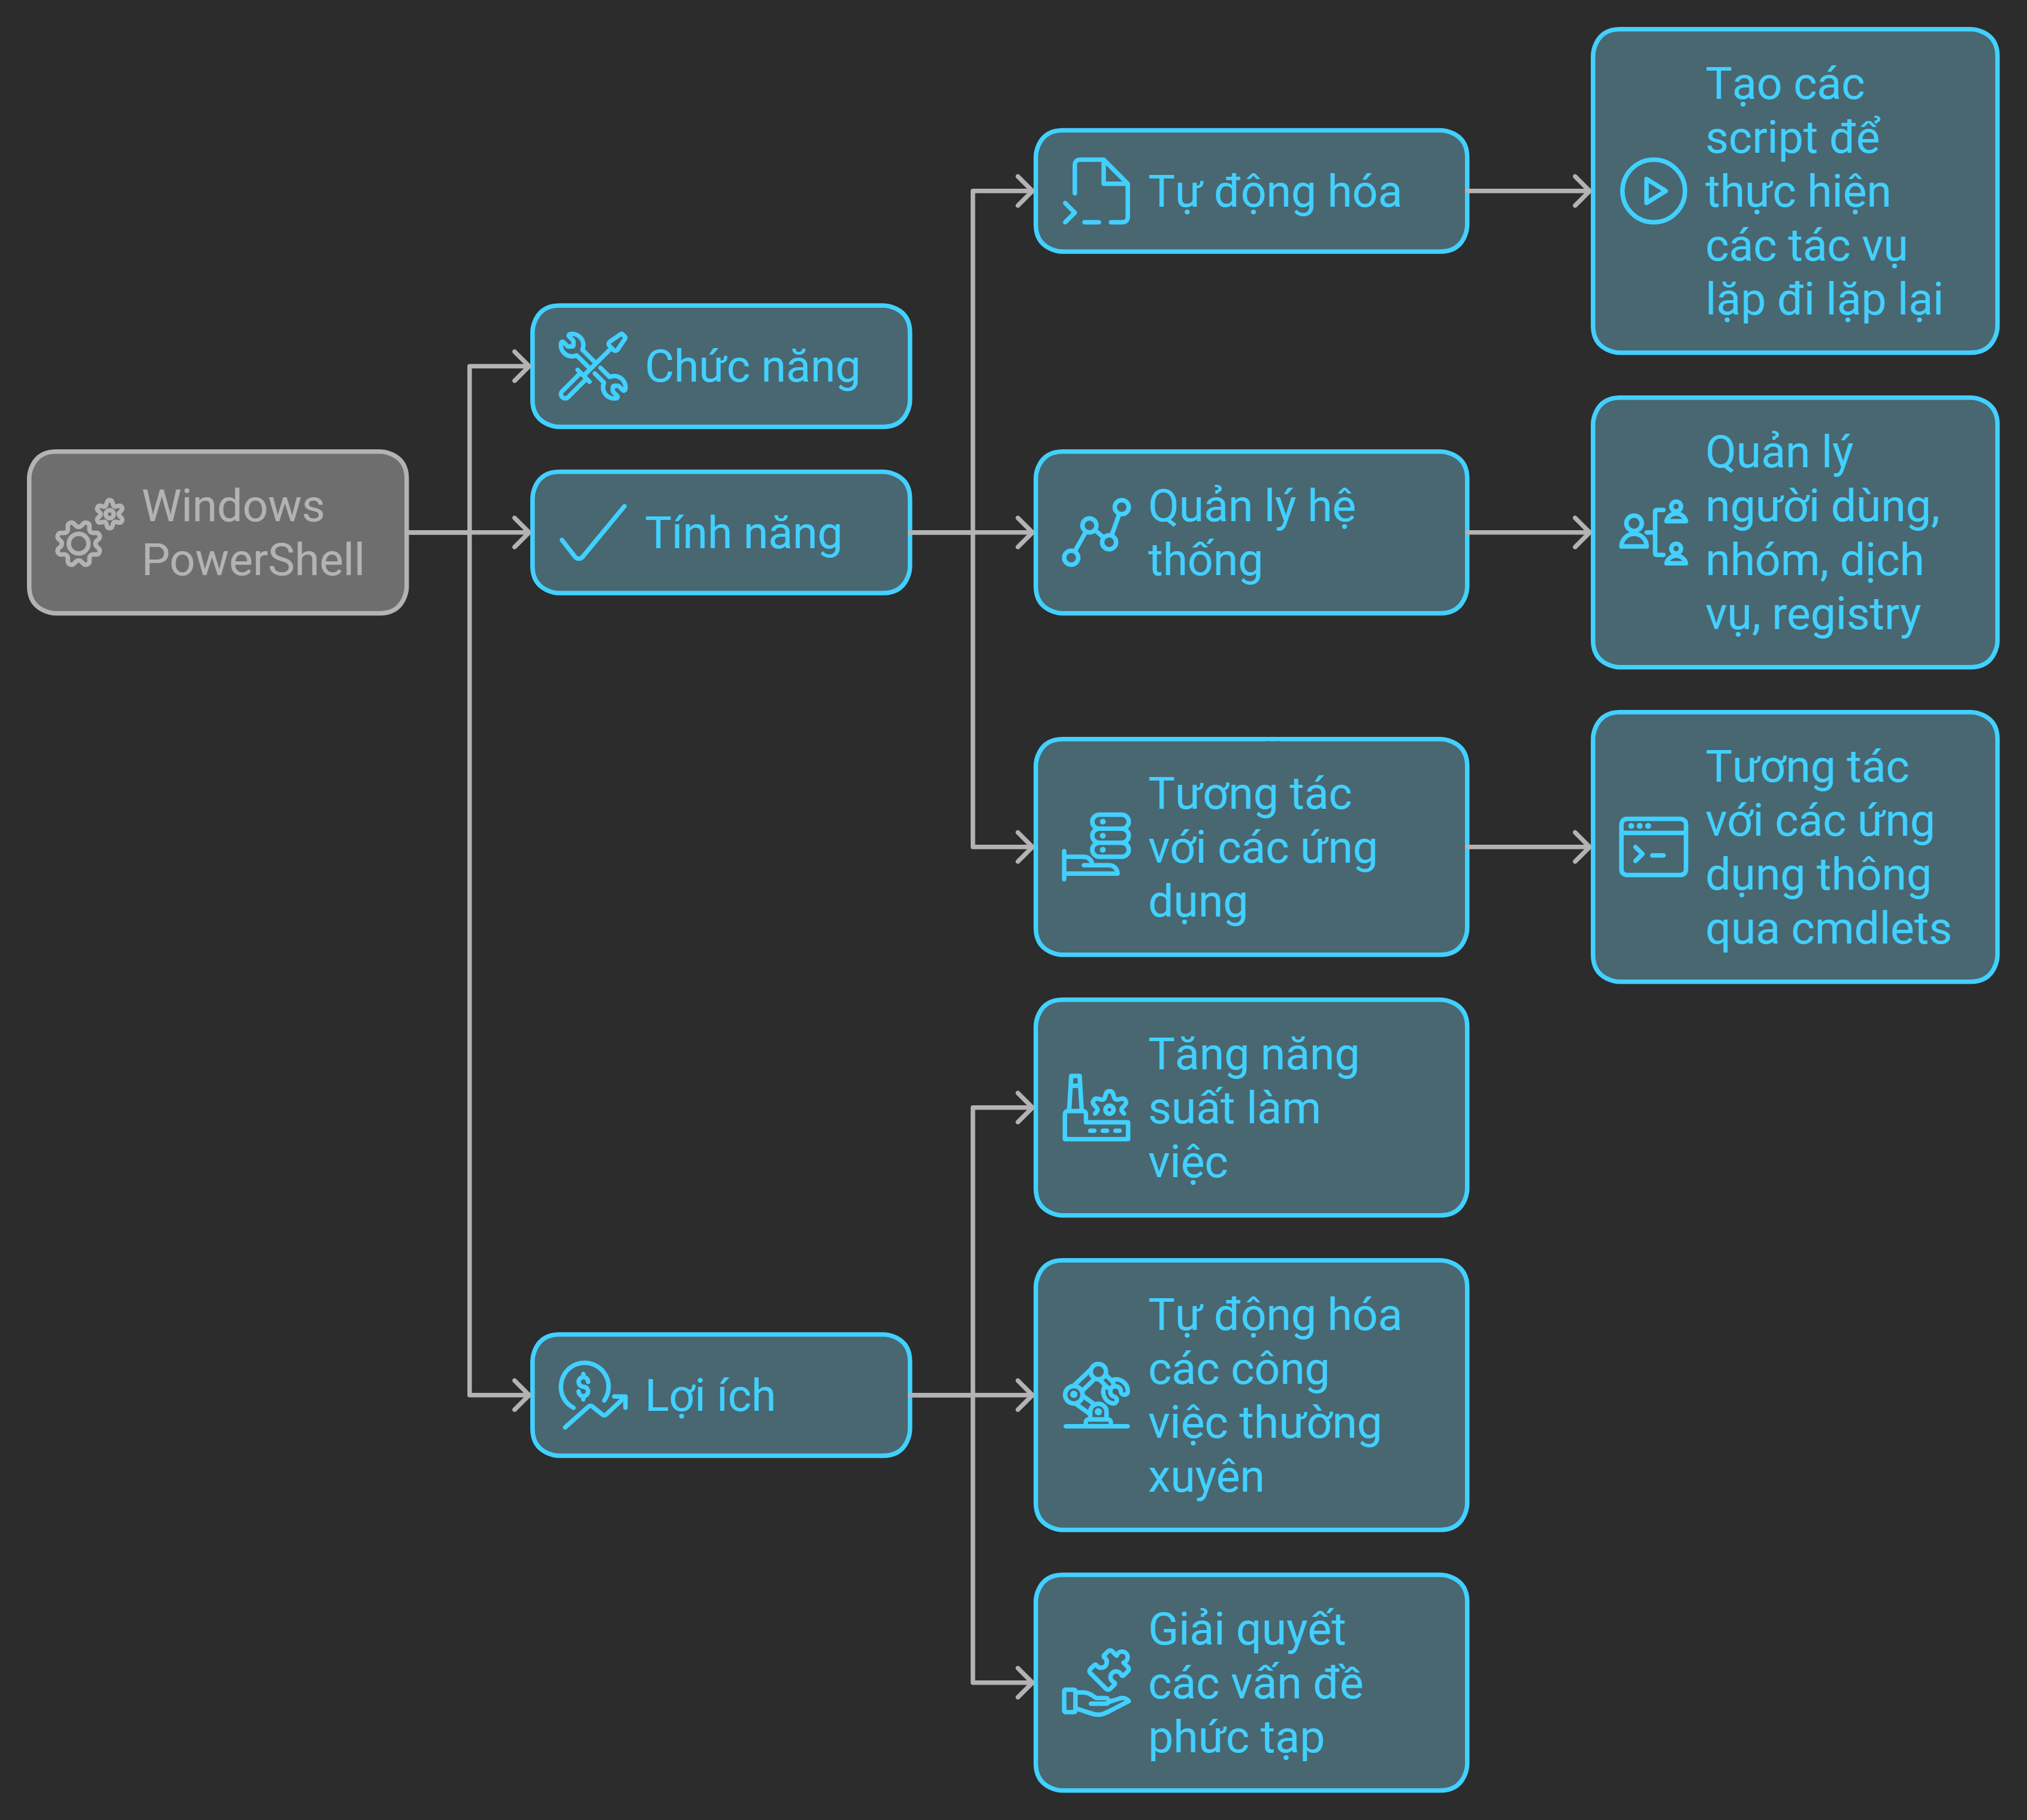 Windows
PowerShell
Chức năng
Tính năng
Tự động hóa
Tạo các
script để
thực hiện
các tác vụ
lặp đi lặp lại
Quản lý hệ
thống
Quản lý
người dùng,
nhóm, dịch
vụ, registry
Tương tác
với các ứng
dụng
Tương tác
với các ứng
dụng thông
qua cmdlets
Lợi ích
Tăng năng
suất làm
việc
Tự động hóa
các công
việc thường
xuyên
Giải quyết
các vấn đề
phức tạp